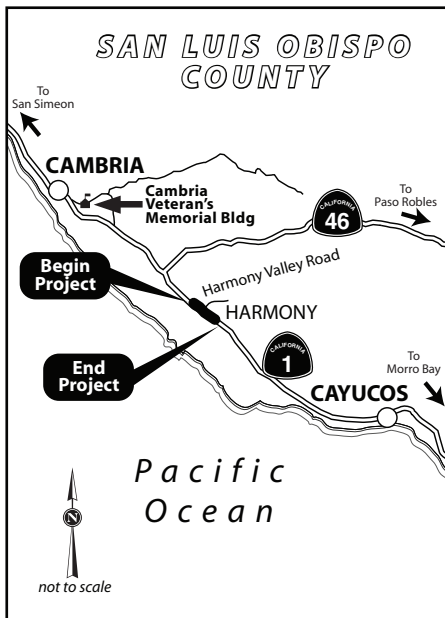 SAN LUIS OBISPO
COUNTY
To
San Simeon
CAMBRIA
Cambria
Veteran's
Memorial Bldg
To
Paso Robles
CALIFORNIA
46
Begin
Project
Harmony Valley Road
HARMONY
End
Project
CALIFORNIA
1
To
Morro Bay
CAYUCOS
Pacific
Ocean
N
not to scale